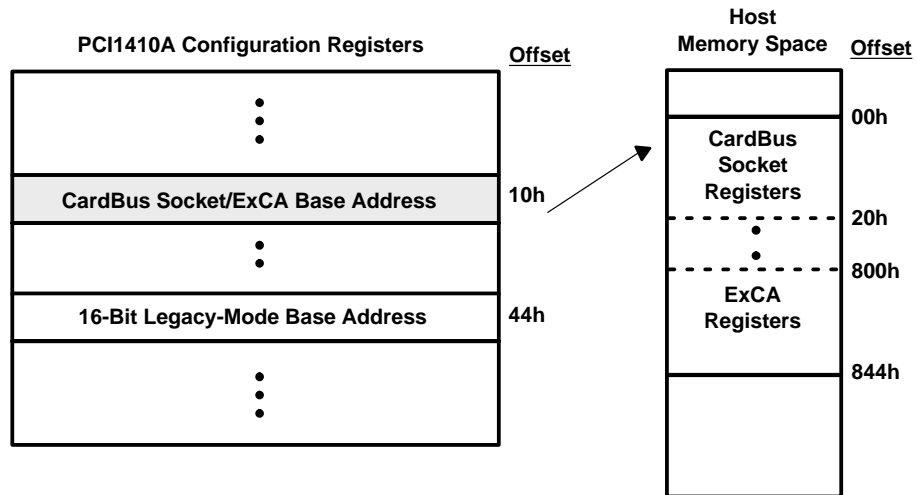 PCI1410A Configuration Registers
Offset
CardBus Socket/ExCA Base Address
10h
16-Bit Legacy-Mode Base Address
44h
Host
Memory Space
Offset
00h
CardBus
Socket
Registers
20h
800h
ExCA
Registers
844h